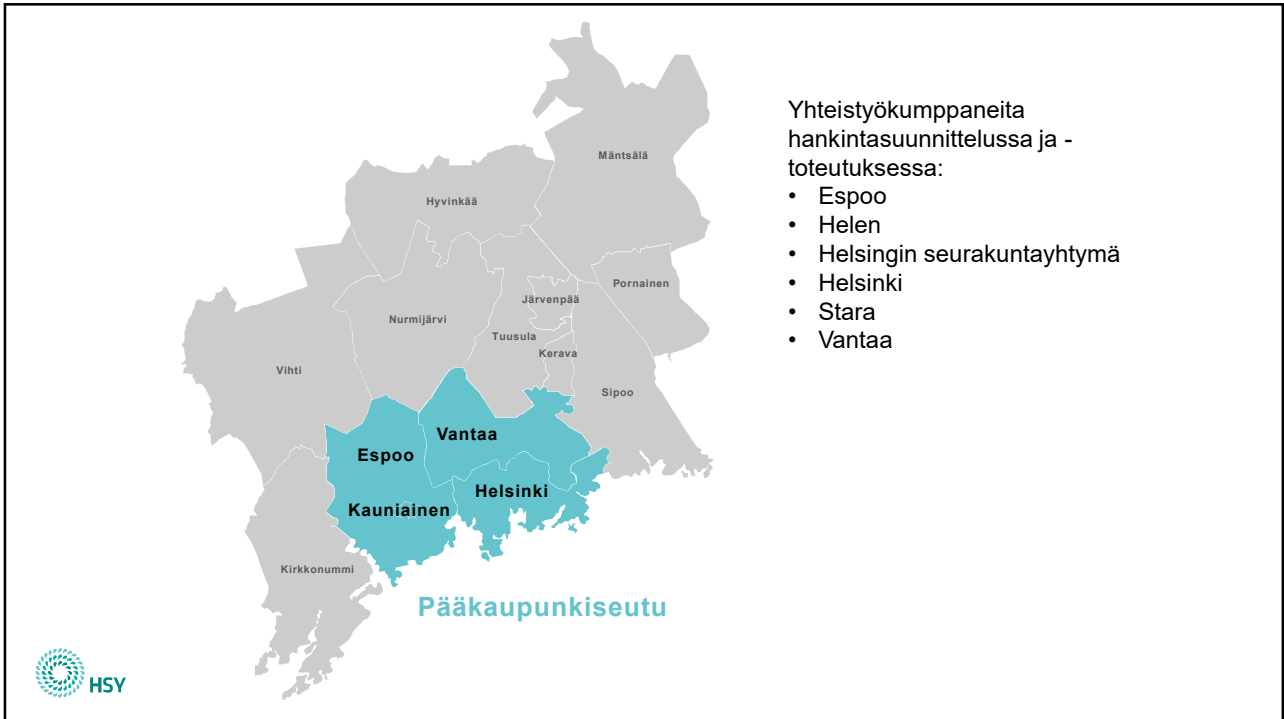 Mäntsälä
Hyvinkää
Pornainen
Järvenpää
Nurmijärvi
Tuusula
Kerava
Vihti
Sipoo
Vantaa
Espoo
Helsinki
Kauniainen
Kirkkonummi
Pääkaupunkiseutu
HSY
Yhteistyökumppaneita
hankintasuunnittelussa ja -
toteutuksessa:
• Espoo
• Helen
• Helsingin seurakuntayhtymä
• Helsinki
• Stara
• Vantaa